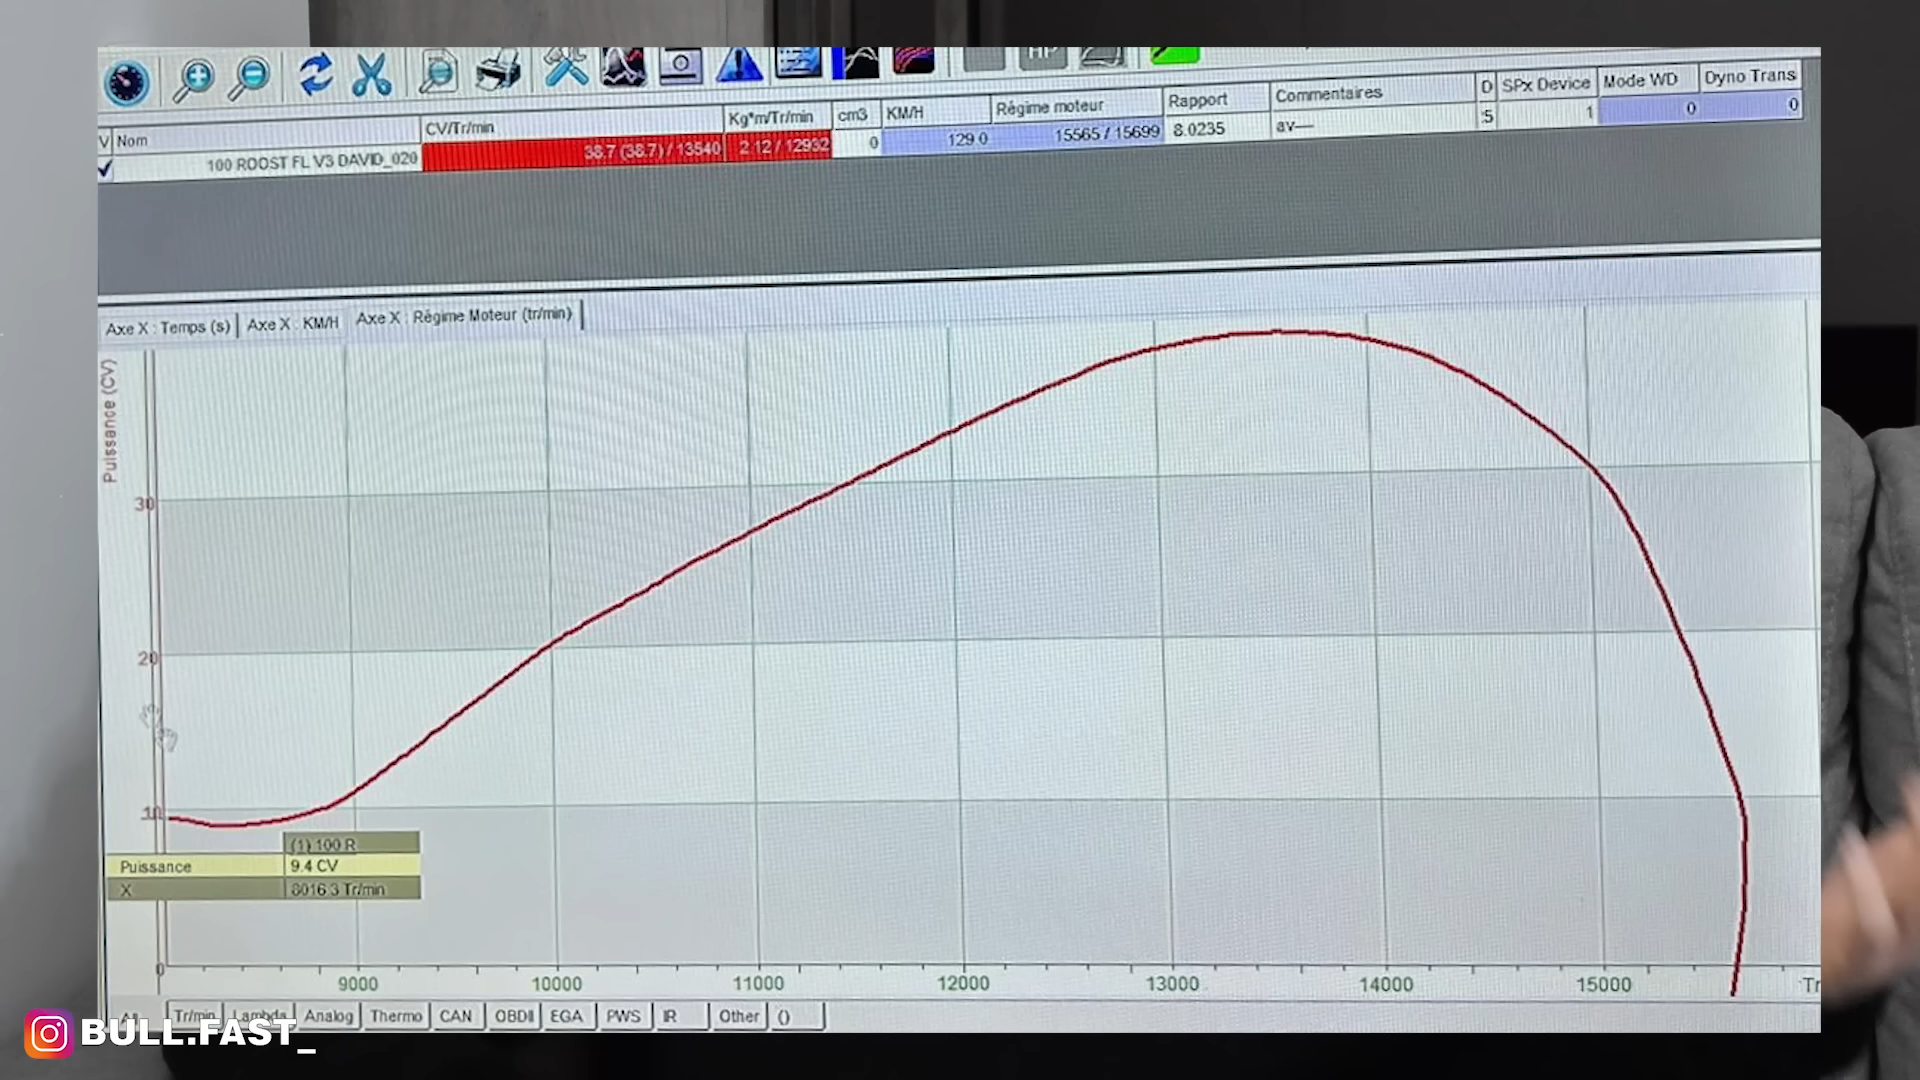 HP
V Nom CV/Tr/min Kg*m/Tr/min cm3 KM/H Régime moteur Rapport Commentaires D SPx Device Mode WD Dyno Trans
100 ROOST FL V3 DAVID_020 38.7 (38.7) / 13540 2.12 / 12932 0 129.0 15565 / 15699 8.0235 av--- :5 1 0 0
Axe X : Temps (s) Axe X : KM/H Axe X : Régime Moteur (tr/min)
Puissance (CV)
30
20
10
(1) 100 R
Puissance 9.4 CV
X 8016.3 Tr/min
0
9000 10000 11000 12000 13000 14000 15000 Tr
Tr/min Lambda Analog Thermo CAN OBDII EGA PWS IR Other ()
BULL.FAST_